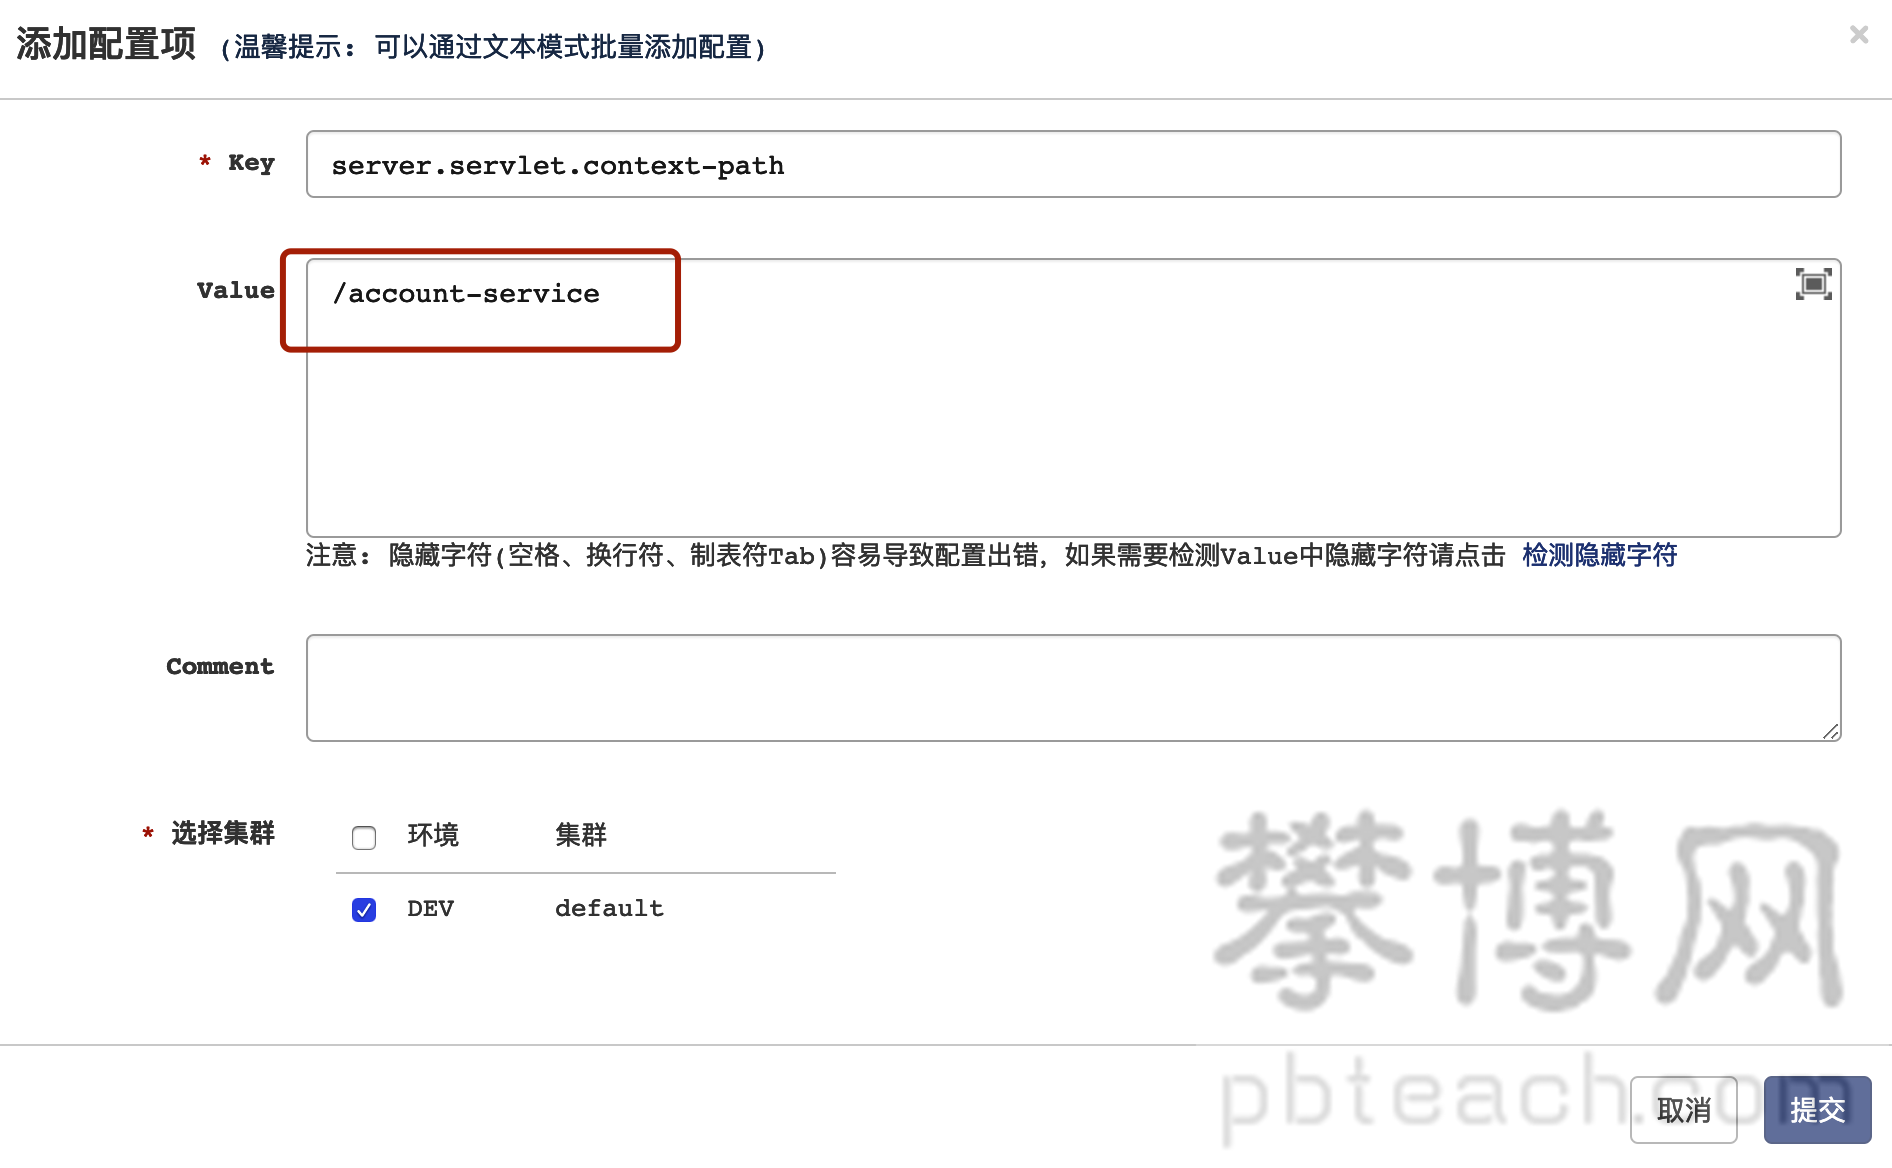 添加配置项 (温馨提示: 可以通过文本模式批量添加配置)
* Key server.servlet.context-path
Value /account-service
注意: 隐藏字符(空格、换行符、制表符Tab)容易导致配置出错, 如果需要检测Value中隐藏字符请点击 检测隐藏字符
Comment
* 选择集群 环境 集群
DEV default
攀博网
pbteach.com
取消 提交